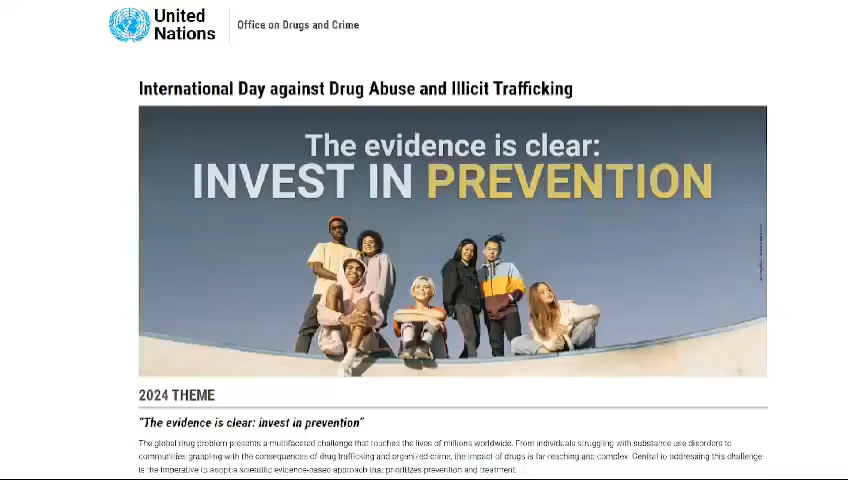 United
Nations
Office on Drugs and Crime
International Day against Drug Abuse and Illicit Trafficking
The evidence is clear:
INVEST IN PREVENTION
2024 THEME
"The evidence is clear: invest in prevention"
The global drug problem presents a multifaceted challenge that touches the lives of millions worldwide. From individuals struggling with substance use disorders to
communities grappling with the consequences of drug trafficking and organized crime, the impact of drugs is far-reaching and complex. Central to addressing this challenge
is the imperative to adopt a scientific evidence-based approach that prioritizes prevention and treatment.